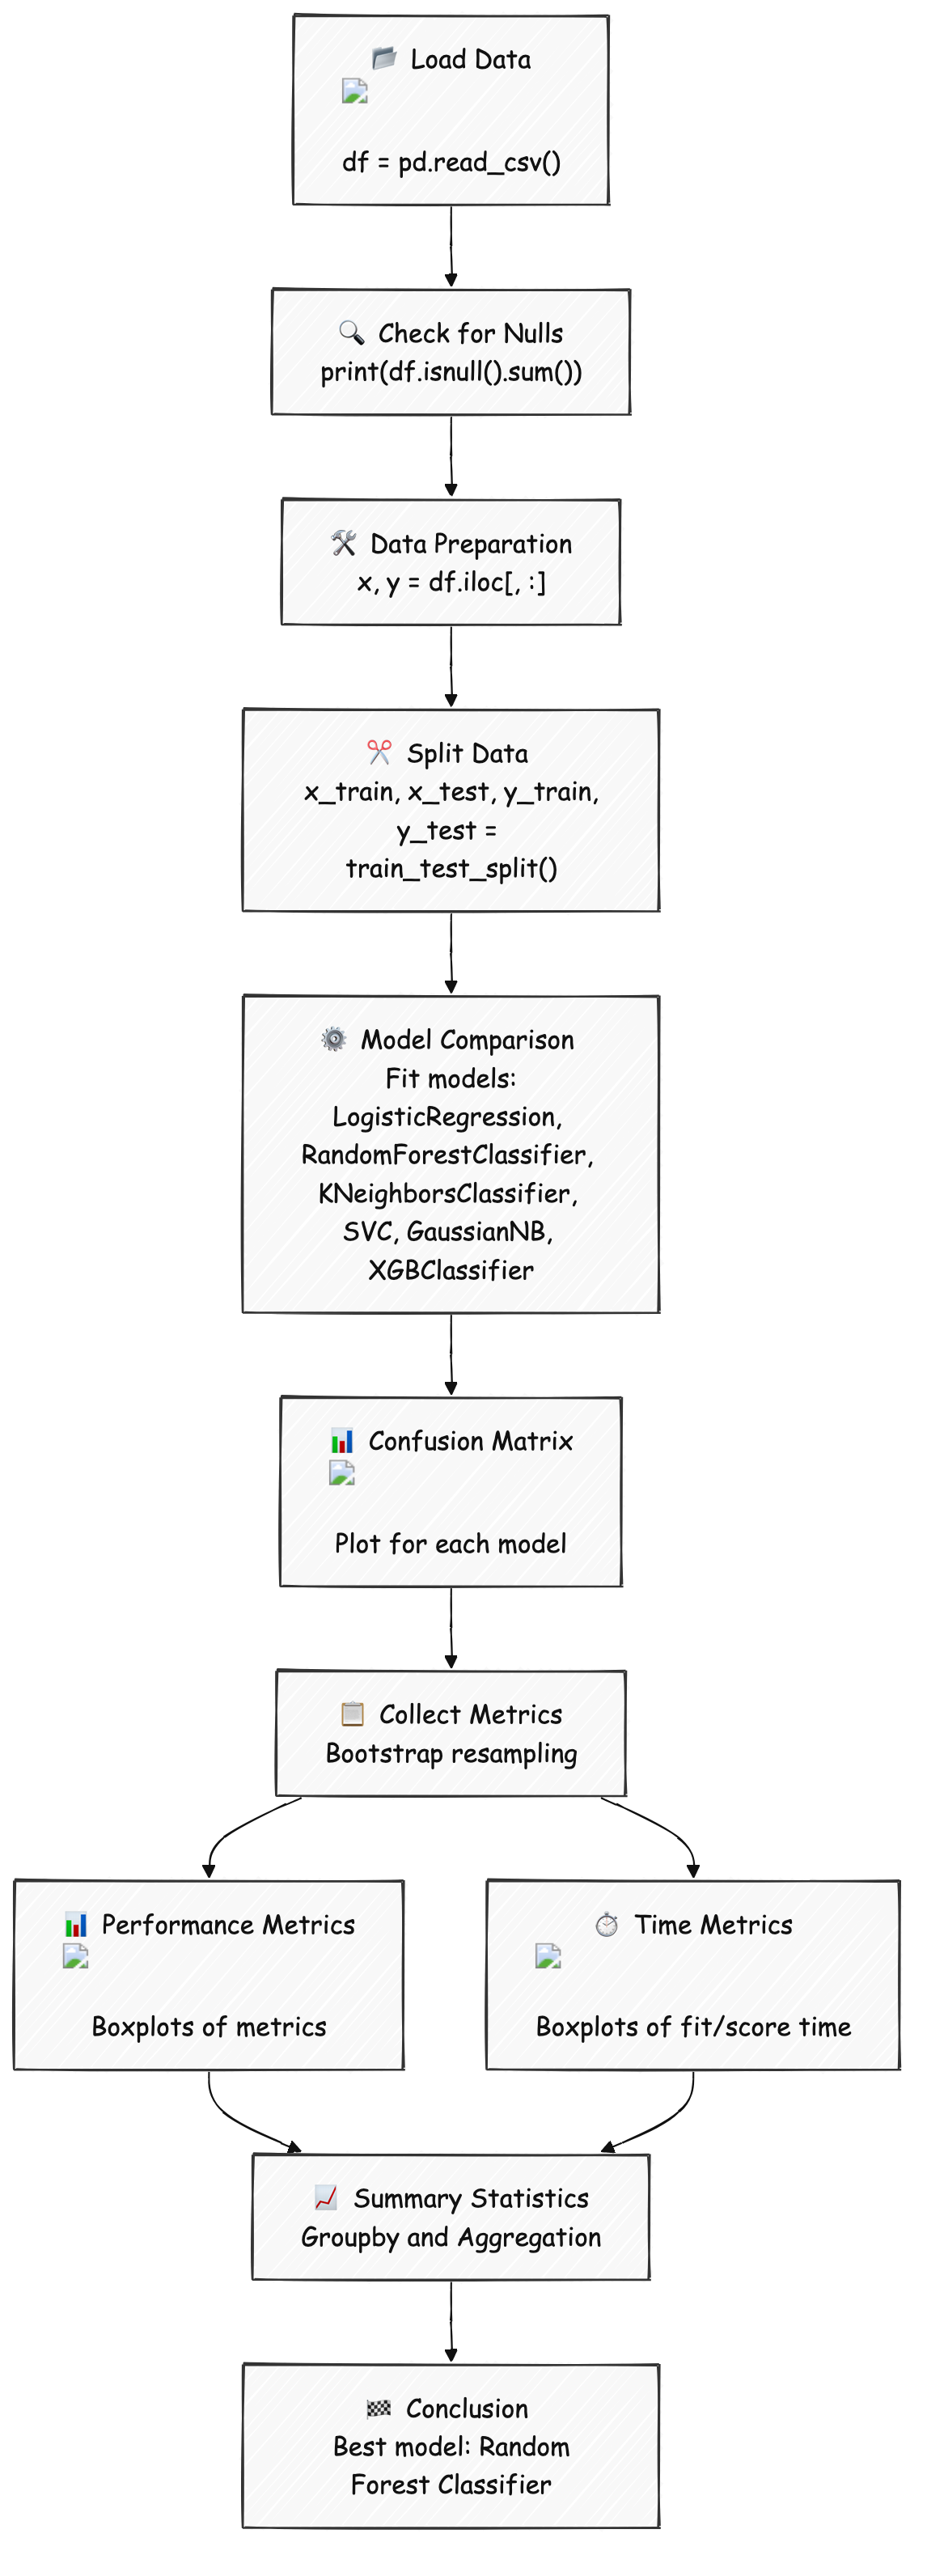 Load Data
df = pd.read_csv()
Check for Nulls
print(df.isnull().sum())
Data Preparation
x, y = df.iloc[, :]
Split Data
x_train, x_test, y_train,
y_test =
train_test_split()
Model Comparison
Fit models:
LogisticRegression,
RandomForestClassifier,
KNeighborsClassifier,
SVC, GaussianNB,
XGBClassifier
Confusion Matrix
Plot for each model
Collect Metrics
Bootstrap resampling
Performance Metrics
Boxplots of metrics
Time Metrics
Boxplots of fit/score time
Summary Statistics
Groupby and Aggregation
Conclusion
Best model: Random
Forest Classifier